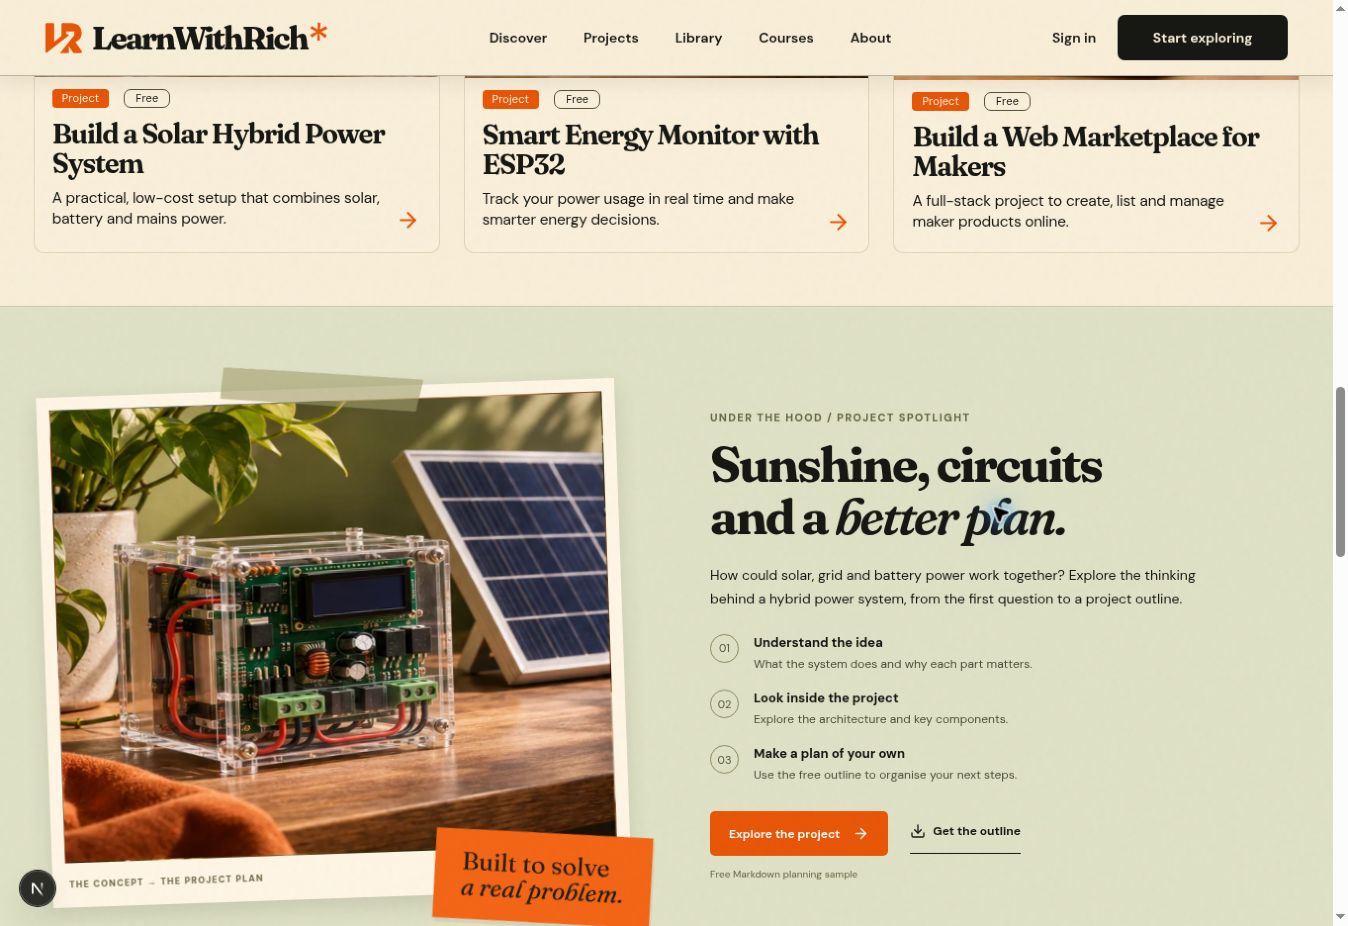 LearnWithRich*
Discover
Projects
Library
Courses
About
Sign in
Start exploring
Project
Free
Build a Solar Hybrid Power
System
A practical, low-cost setup that combines solar,
battery and mains power.
Project
Free
Smart Energy Monitor with
ESP32
Track your power usage in real time and make
smarter energy decisions.
Project
Free
Build a Web Marketplace for
Makers
A full-stack project to create, list and manage
maker products online.
THE CONCEPT → THE PROJECT PLAN
Built to solve
a real problem.
UNDER THE HOOD / PROJECT SPOTLIGHT
Sunshine, circuits
and a better plan.
How could solar, grid and battery power work together? Explore the thinking
behind a hybrid power system, from the first question to a project outline.
01
Understand the idea
What the system does and why each part matters.
02
Look inside the project
Explore the architecture and key components.
03
Make a plan of your own
Use the free outline to organise your next steps.
Explore the project →
Get the outline
Free Markdown planning sample
N